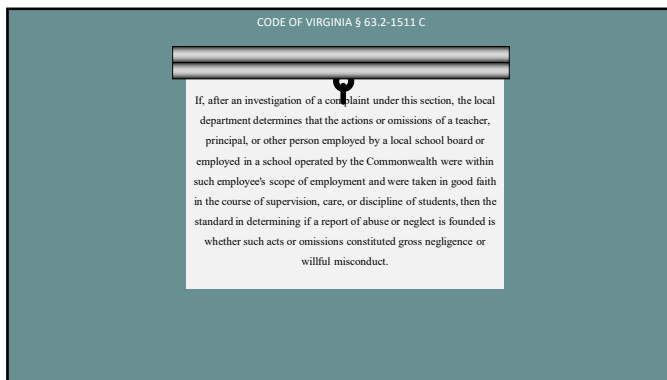 CODE OF VIRGINIA § 63.2-1511 C
If, after an investigation of a complaint under this section, the local
department determines that the actions or omissions of a teacher,
principal, or other person employed by a local school board or
employed in a school operated by the Commonwealth were within
such employee's scope of employment and were taken in good faith
in the course of supervision, care, or discipline of students, then the
standard in determining if a report of abuse or neglect is founded is
whether such acts or omissions constituted gross negligence or
willful misconduct.